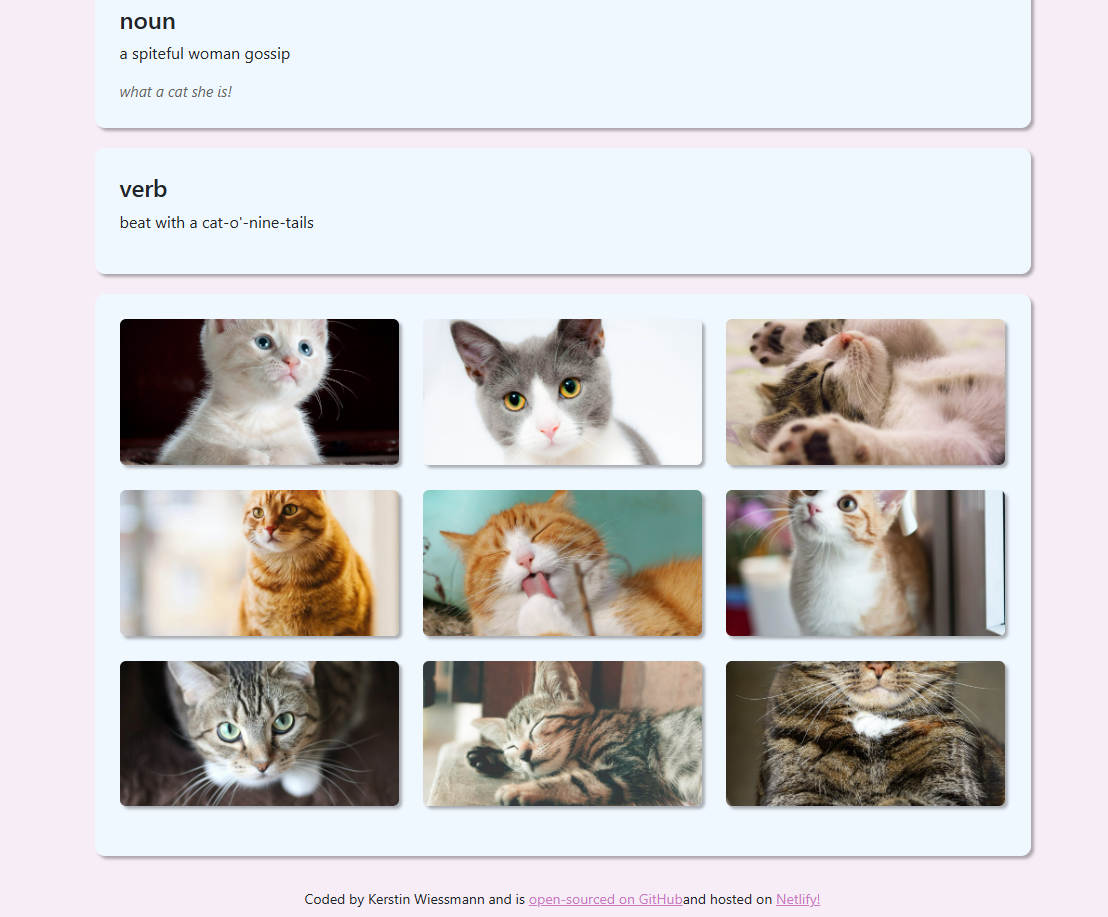 noun
a spiteful woman gossip
what a cat she is!
verb
beat with a cat-o'-nine-tails
Coded by Kerstin Wiessmann and is open-sourced on GitHuband hosted on Netlify!